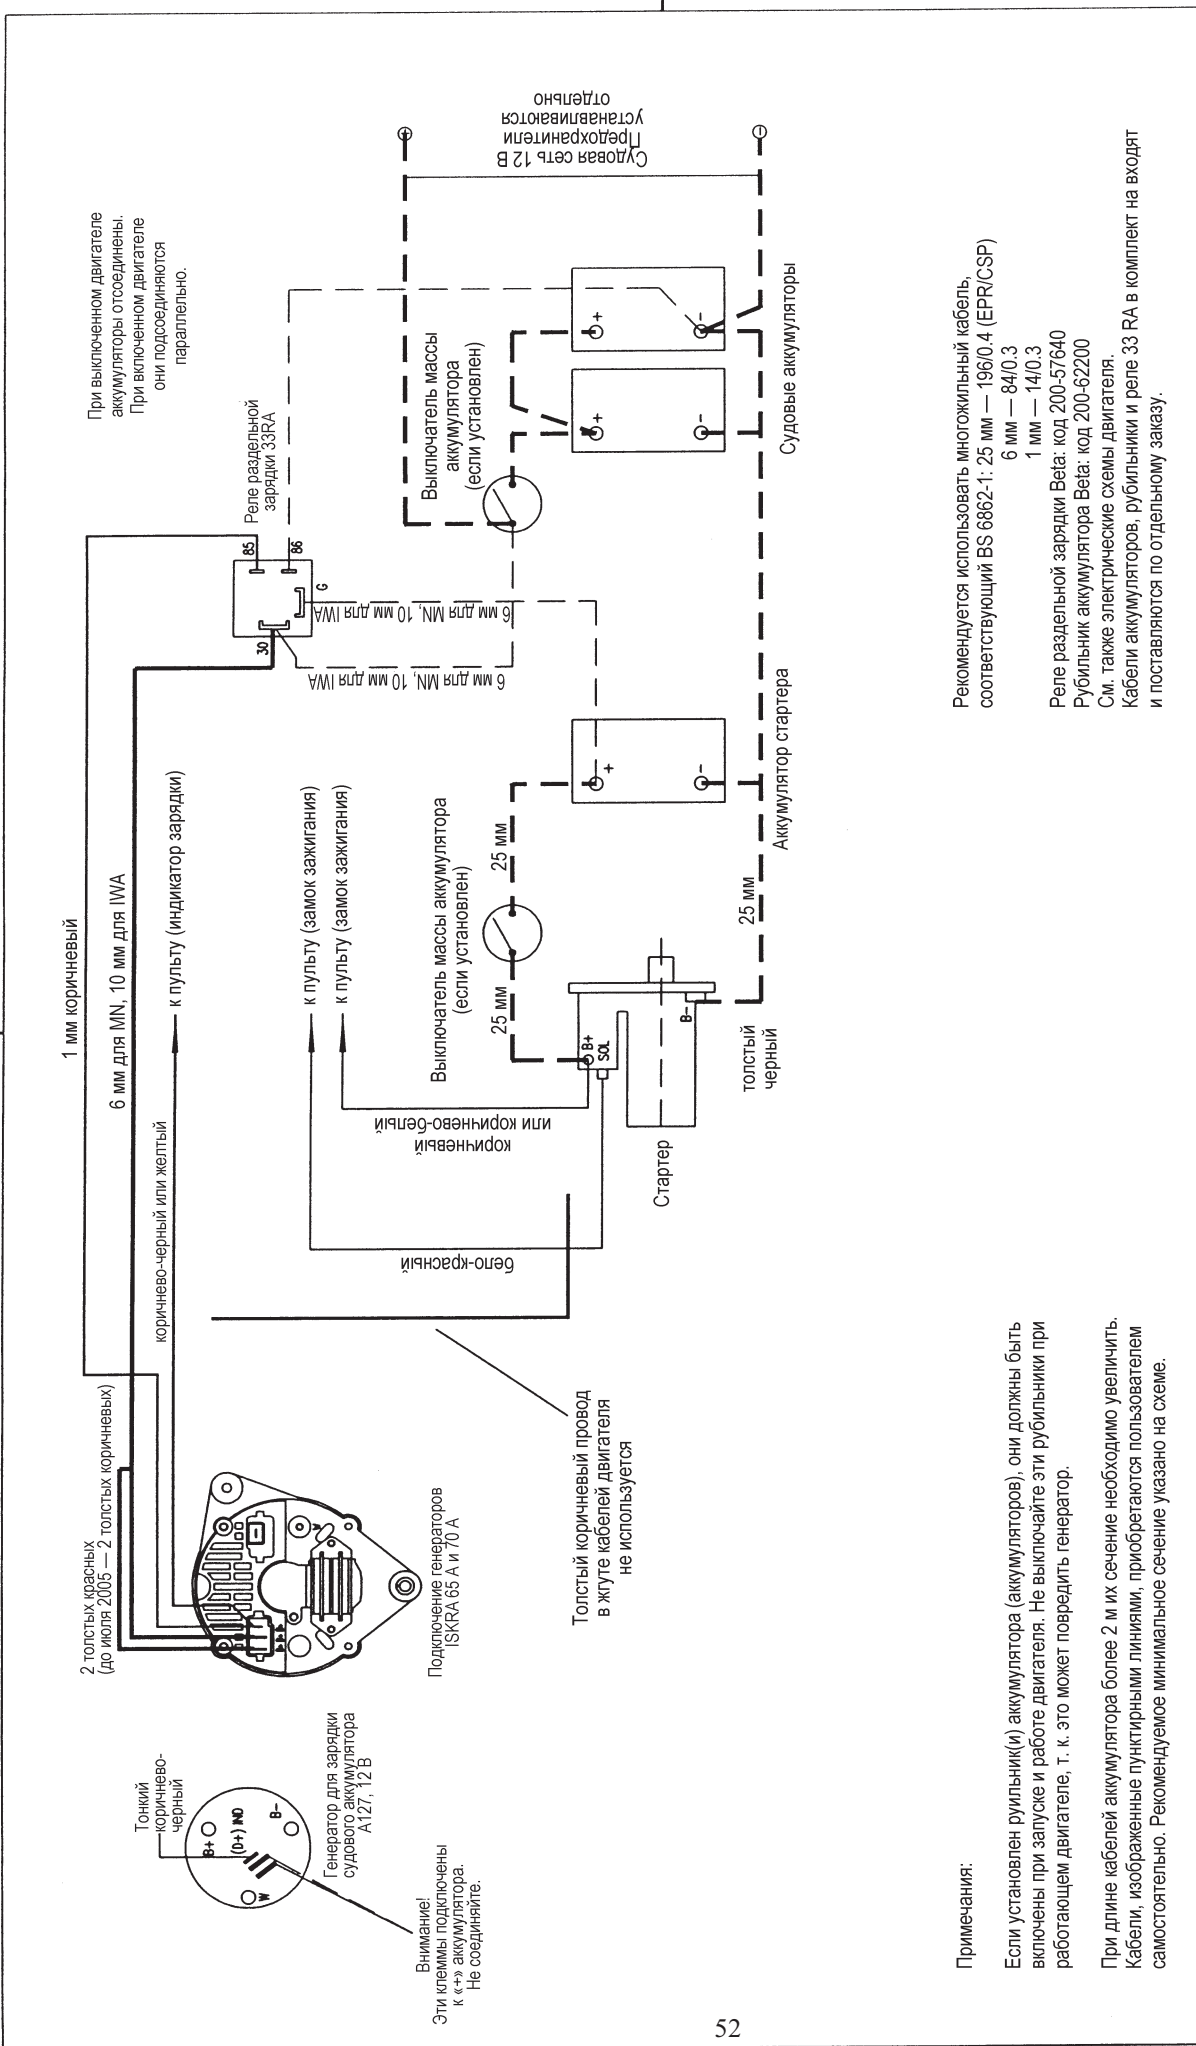 При выключенном двигателе
аккумуляторы отсоединены.
При включенном двигателе
они подсоединяются
параллельно.
1 мм коричневый
6 мм для MN, 10 мм для IWA
2 толстых красных
(до июля 2005 — 2 толстых коричневых)
коричнево-черный или желтый
к пульту (индикатор зарядки)
к пульту (замок зажигания)
к пульту (замок зажигания)
Реле раздельной
зарядки 33RA
85
86
30
G
6 мм для MN, 10 мм для IWA
6 мм для MN, 10 мм для IWA
Судовая сеть 12 В
Предохранители
устанавливаются
отдельно
+
−
Выключатель массы
аккумулятора
(если установлен)
+
−
+
−
Судовые аккумуляторы
Выключатель массы аккумулятора
(если установлен)
25 мм
25 мм
+
−
Аккумулятор стартера
25 мм
толстый
черный
B+
SOL
B-
Стартер
коричневый
или коричнево-белый
бело-красный
Толстый коричневый провод
в жгуте кабелей двигателя
не используется
Подключение генераторов
ISKRA 65 А и 70 А
W
Тонкий
коричнево-
черный
B+
(D+) IND
B-
W
Генератор для зарядки
судового аккумулятора
A127, 12 В
Внимание!
Эти клеммы подключены
к «+» аккумулятора.
Не соединяйте.
Примечания:
Если установлен руильник(и) аккумулятора (аккумуляторов), они должны быть
включены при запуске и работе двигателя. Не выключайте эти рубильники при
работающем двигателе, т. к. это может повредить генератор.
При длине кабелей аккумулятора более 2 м их сечение необходимо увеличить.
Кабели, изображенные пунктирными линиями, приобретаются пользователем
самостоятельно. Рекомендуемое минимальное сечение указано на схеме.
Рекомендуется использовать многожильный кабель,
соответствующий BS 6862-1: 25 мм — 196/0.4 (EPR/CSP)
6 мм — 84/0.3
1 мм — 14/0.3
Реле раздельной зарядки Beta: код 200-57640
Рубильник аккумулятора Beta: код 200-62200
См. также электрические схемы двигателя.
Кабели аккумуляторов, рубильники и реле 33 RA в комплект на входят
и поставляются по отдельному заказу.
52